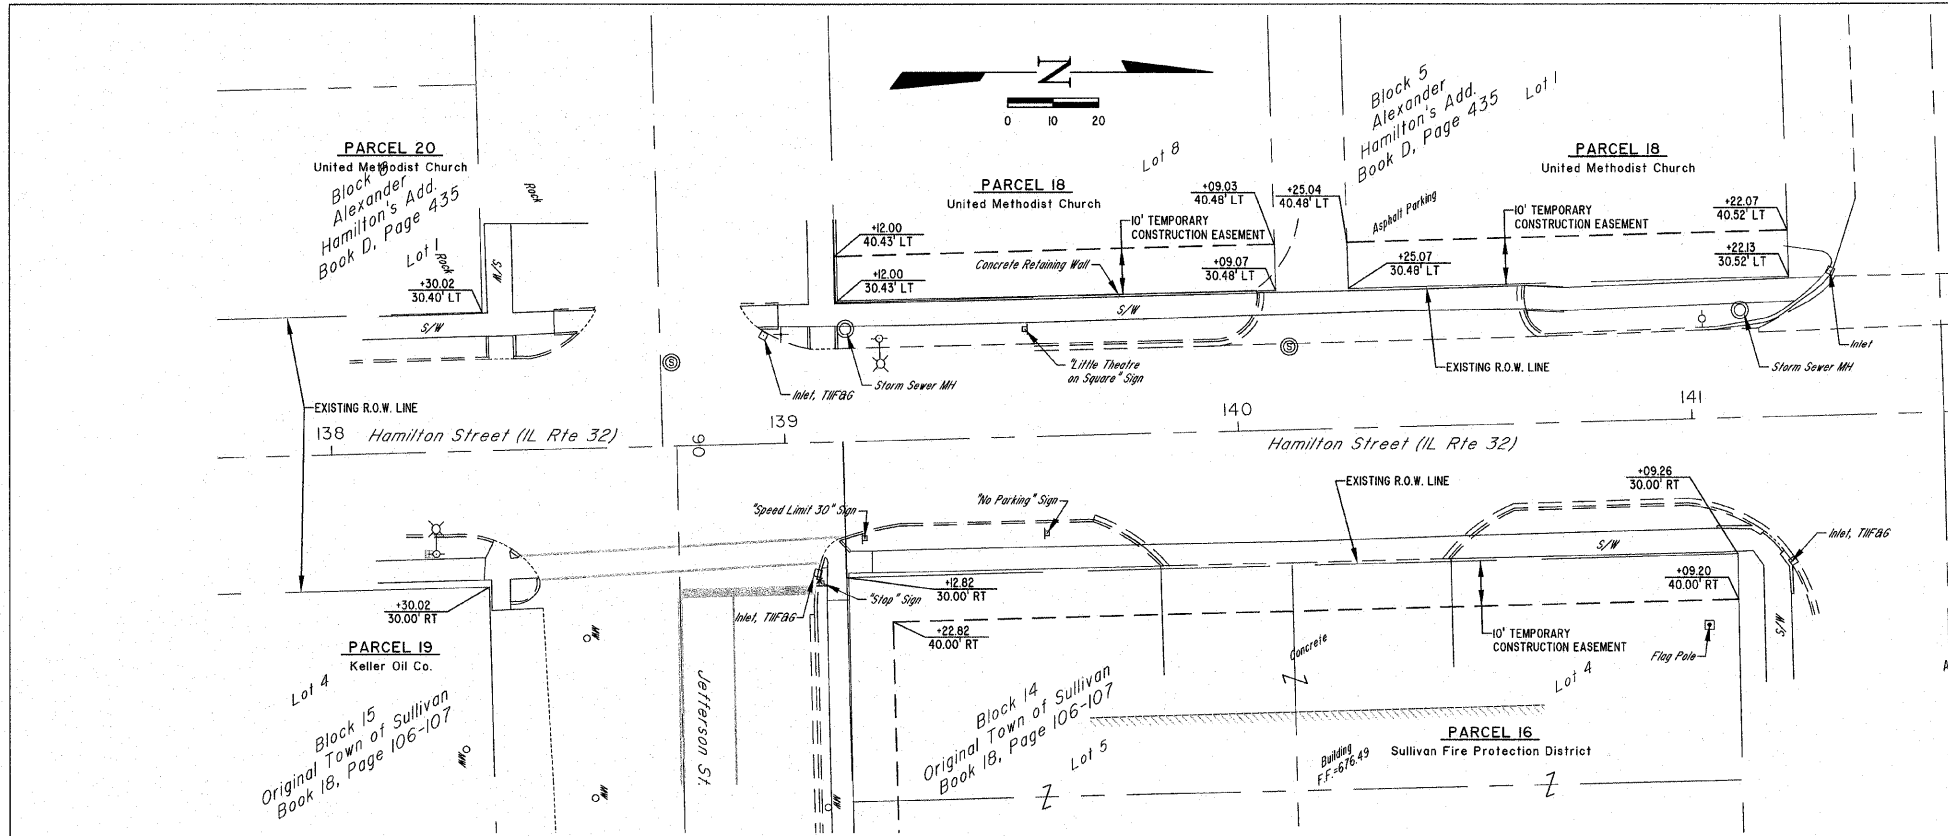 N
0 10 20
PARCEL 20
United Methodist Church
Block 6
Alexander
Hamilton's Add.
Book D, Page 435
Lot 1
Rock
Rock
S/W
+30.02
30.40' LT
S/W
PARCEL 18
United Methodist Church
Lot 8
+12.00
40.43' LT
+12.00
30.43' LT
10' TEMPORARY
CONSTRUCTION EASEMENT
Concrete Retaining Wall
+09.03
40.48' LT
+09.07
30.48' LT
S/W
+25.04
40.48' LT
+25.07
30.48' LT
Block 5
Alexander
Hamilton's Add.
Book D, Page 435
Lot 1
Asphalt Parking
PARCEL 18
United Methodist Church
10' TEMPORARY
CONSTRUCTION EASEMENT
+22.07
40.52' LT
+22.13
30.52' LT
Inlet
Storm Sewer MH
EXISTING R.O.W. LINE
S
S
Inlet, TIIF&G
Storm Sewer MH
"Little Theatre
on Square" Sign
EXISTING R.O.W. LINE
138
139
140
141
Hamilton Street (IL Rte 32)
90
Hamilton Street (IL Rte 32)
"Speed Limit 30" Sign
"No Parking" Sign
EXISTING R.O.W. LINE
+09.26
30.00' RT
S/W
Inlet, TIIF&G
+30.02
30.00' RT
PARCEL 19
Keller Oil Co.
Lot 4
Block 15
Original Town of Sullivan
Book 18, Page 106-107
MW
MW
MW
MW
Jefferson St.
Inlet, TIIF&G
"Stop" Sign
+12.82
30.00' RT
+22.82
40.00' RT
Block 14
Original Town of Sullivan
Book 18, Page 106-107
Lot 5
Concrete
10' TEMPORARY
CONSTRUCTION EASEMENT
+09.20
40.00' RT
Flag Pole
Lot 4
S/W
PARCEL 16
Sullivan Fire Protection District
Building
F.F.=676.49
A